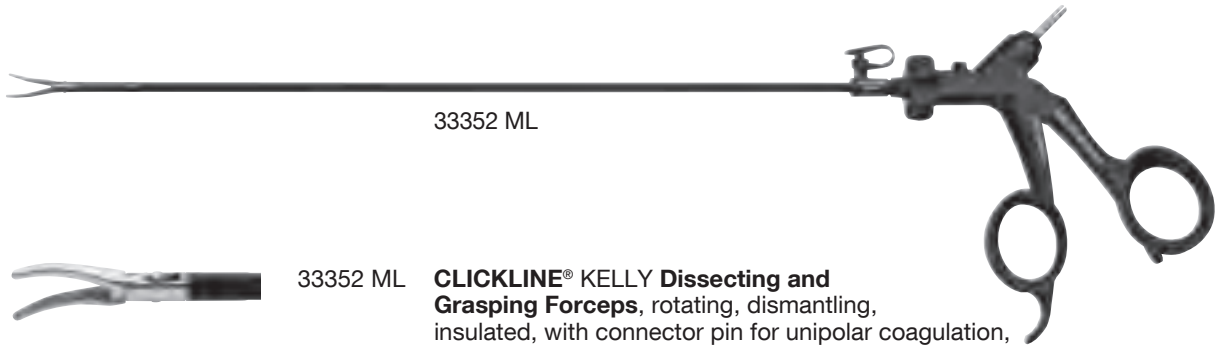 33352 ML
33352 ML CLICKLINE® KELLY Dissecting and
Grasping Forceps, rotating, dismantling,
insulated, with connector pin for unipolar coagulation,